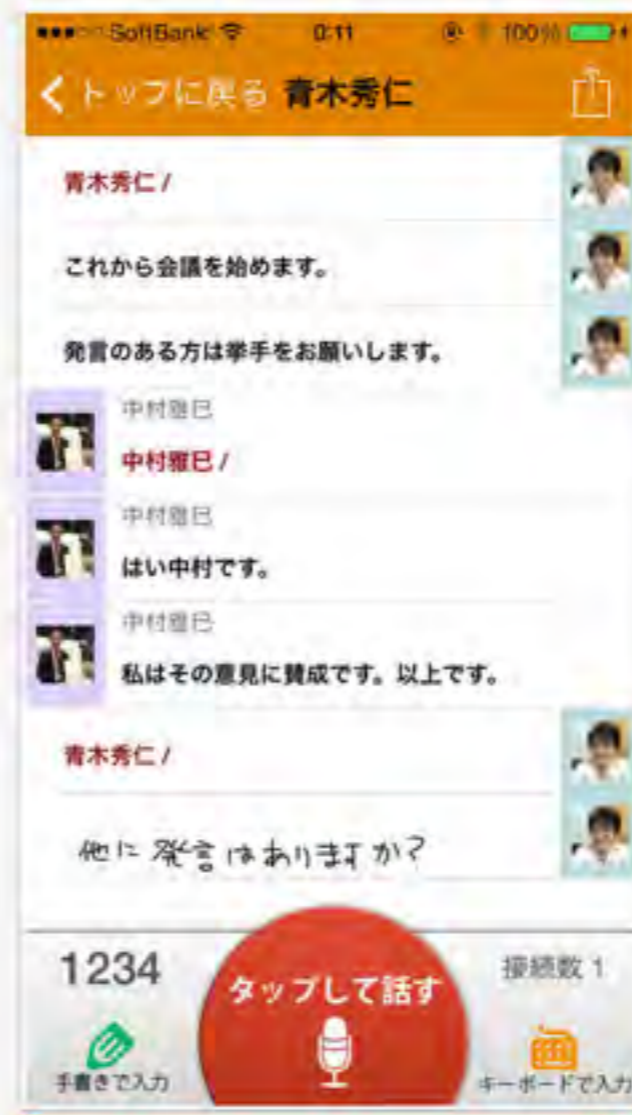 SoftBank 0:11 100%
トップに戻る 青木秀仁
青木秀仁 /
これから会議を始めます。
発言のある方は挙手をお願いします。
中村雅巳
中村雅巳 /
中村雅巳
はい中村です。
中村雅巳
私はその意見に賛成です。以上です。
青木秀仁 /
他に発言はありますか?
1234
タップして話す
接続数 1
手書きで入力
キーボードで入力